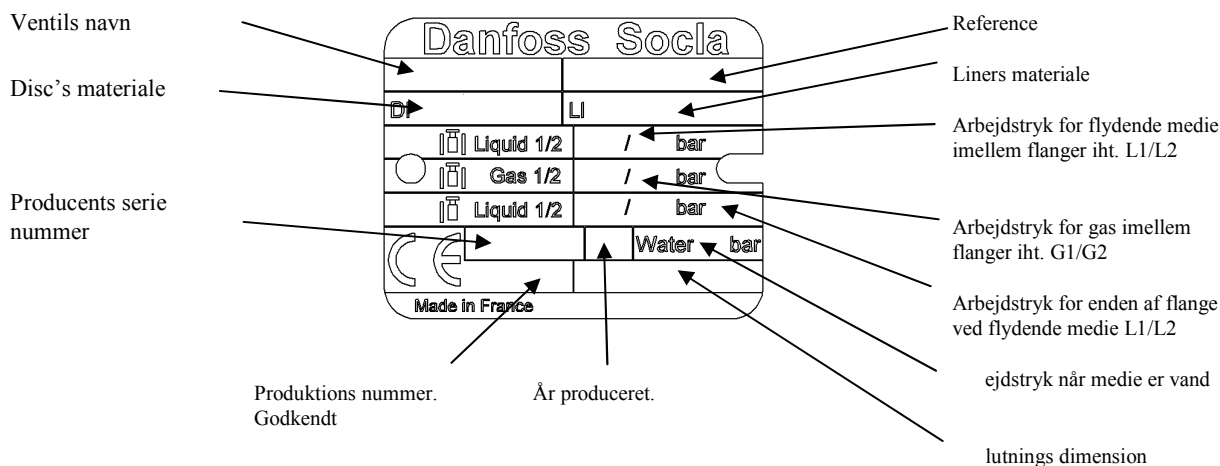 Ventils navn
Reference
Danfoss Socla
Liners materiale
Disc's materiale
DI LI
Arbejdstryk for flydende medie
imellem flanger iht. L1/L2
Liquid 1/2 / bar
Gas 1/2 / bar
Liquid 1/2 / bar
Producents serie
nummer
Arbejdstryk for gas imellem
flanger iht. G1/G2
Water bar
CE
Arbejdstryk for enden af flange
ved flydende medie L1/L2
Made in France
Produktions nummer.
Godkendt
År produceret.
ejdstryk når medie er vand
lutnings dimension